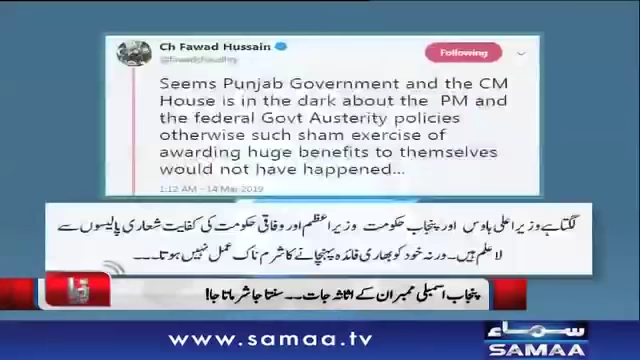 Ch Fawad Hussain
@fawadchaudhry
Following
Seems Punjab Government and the CM
House is in the dark about the PM and
the federal Govt Austerity policies
otherwise such sham exercise of
awarding huge benefits to themselves
would not have happened...
1:12 AM - 14 Mar 2019
لگتا ہے وزیراعلی ہاوس اور پنجاب حکومت وزیراعظم اور وفاقی حکومت کی کفایت شعاری پالیسوں سے
لاعلم ہیں۔ ورنہ خود کو بھاری فائدہ پہنچانے کا شرم ناک عمل نہیں ہوتا۔۔۔
پنجاب اسمبلی ممبران کے اثاثہ جات۔۔ سنتا جا شرماتا جا!
www.samaa.tv
سماء
SAMAA